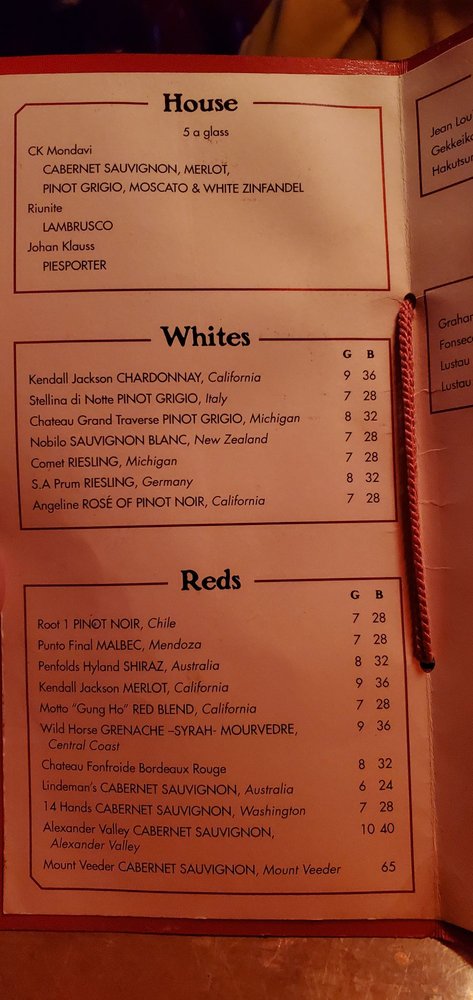 House
5 a glass
CK Mondavi
CABERNET SAUVIGNON, MERLOT,
PINOT GRIGIO, MOSCATO & WHITE ZINFANDEL
Riunite
LAMBRUSCO
Johan Klauss
PIESPORTER
Whites
G B
Kendall Jackson CHARDONNAY, California 9 36
Stellina di Notte PINOT GRIGIO, Italy 7 28
Chateau Grand Traverse PINOT GRIGIO, Michigan 8 32
Nobilo SAUVIGNON BLANC, New Zealand 7 28
Comet RIESLING, Michigan 7 28
S.A Prum RIESLING, Germany 8 32
Angeline ROSÉ OF PINOT NOIR, California 7 28
Reds
G B
Root 1 PINOT NOIR, Chile 7 28
Punto Final MALBEC, Mendoza 7 28
Penfolds Hyland SHIRAZ, Australia 8 32
Kendall Jackson MERLOT, California 9 36
Motto "Gung Ho" RED BLEND, California 7 28
Wild Horse GRENACHE –SYRAH- MOURVEDRE, 9 36
Central Coast
Chateau Fonfroide Bordeaux Rouge 8 32
Lindeman's CABERNET SAUVIGNON, Australia 6 24
14 Hands CABERNET SAUVIGNON, Washington 7 28
Alexander Valley CABERNET SAUVIGNON, 10 40
Alexander Valley
Mount Veeder CABERNET SAUVIGNON, Mount Veeder 65
Jean Lou
Gekkeik
Hakutsu
Graha
Fonsec
Lustau
Lustau